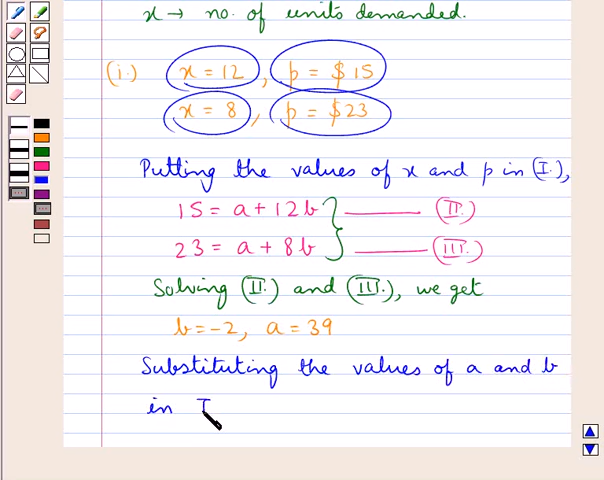 x → no. of units demanded.
(i.) x = 12, p = $15
x = 8, p = $23
Putting the values of x and p in (I.),
15 = a + 12b } ——— (II.)
23 = a + 8b } ——— (III.)
Solving (II.) and (III.), we get
b = -2, a = 39
Substituting the values of a and b
in I